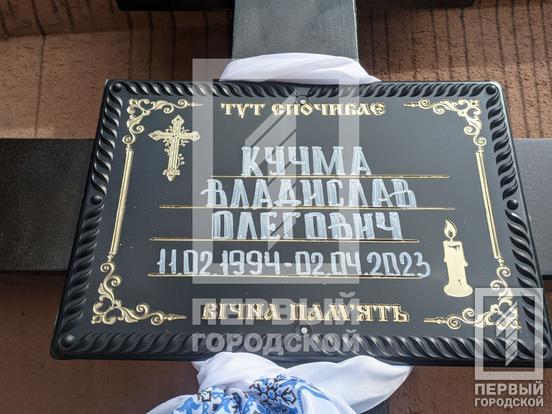 ТУТ СПОЧИВАЄ
КУЧМА
ВЛАДИСЛАВ
ОЛЕГОВИЧ
11.02.1994-02.04.2023
ВІЧНА ПАМ'ЯТЬ
ПЕРВЫЙ
ГОРОДСКОЙ
ПЕРВЫЙ
ГОРОДСКОЙ